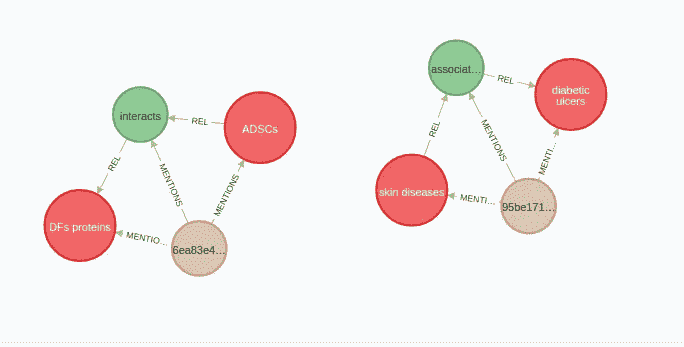 interacts
REL
ADSCs
REL
MENTIONS
MENTIONS
DFs proteins
MENTIO...
6ea83e4...
associat...
REL
diabetic
ulcers
REL
MENTIONS
MENTI...
skin diseases
MENTI...
95be171...